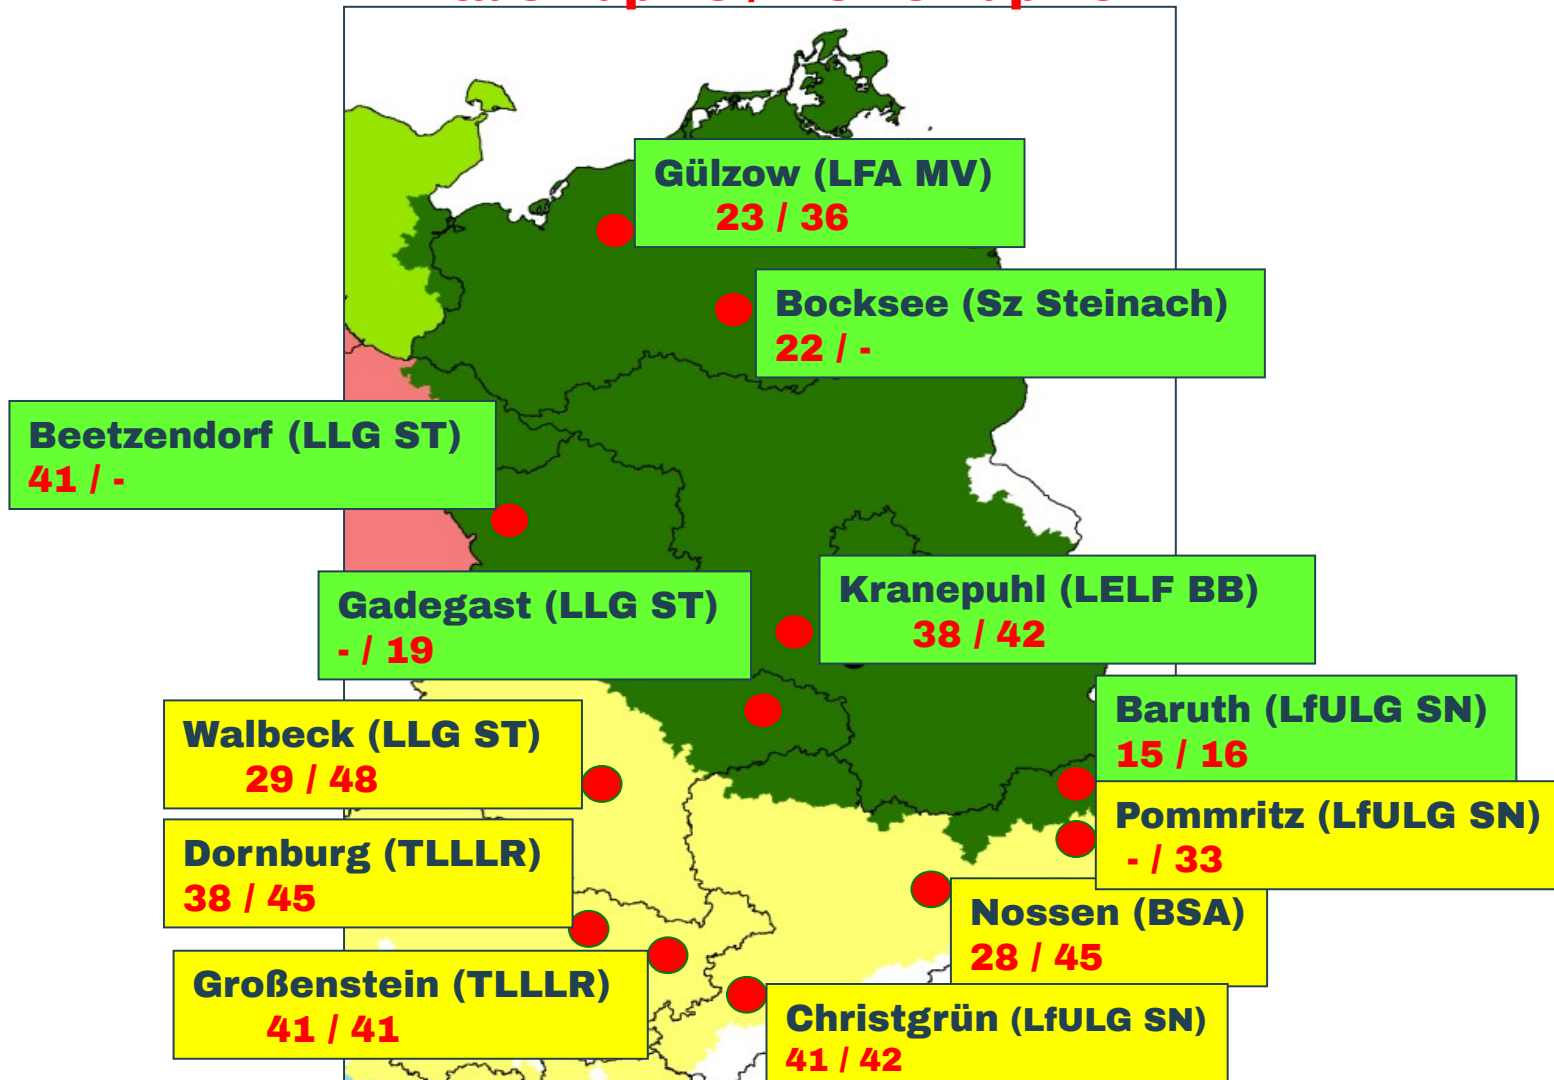 Gülzow (LFA MV)
23 / 36
Bocksee (Sz Steinach)
22 / -
Beetzendorf (LLG ST)
41 / -
Kranepuhl (LELF BB)
38 / 42
Gadegast (LLG ST)
- / 19
Baruth (LfULG SN)
15 / 16
Walbeck (LLG ST)
29 / 48
Pommritz (LfULG SN)
- / 33
Dornburg (TLLLR)
38 / 45
Nossen (BSA)
28 / 45
Großenstein (TLLLR)
41 / 41
Christgrün (LfULG SN)
41 / 42